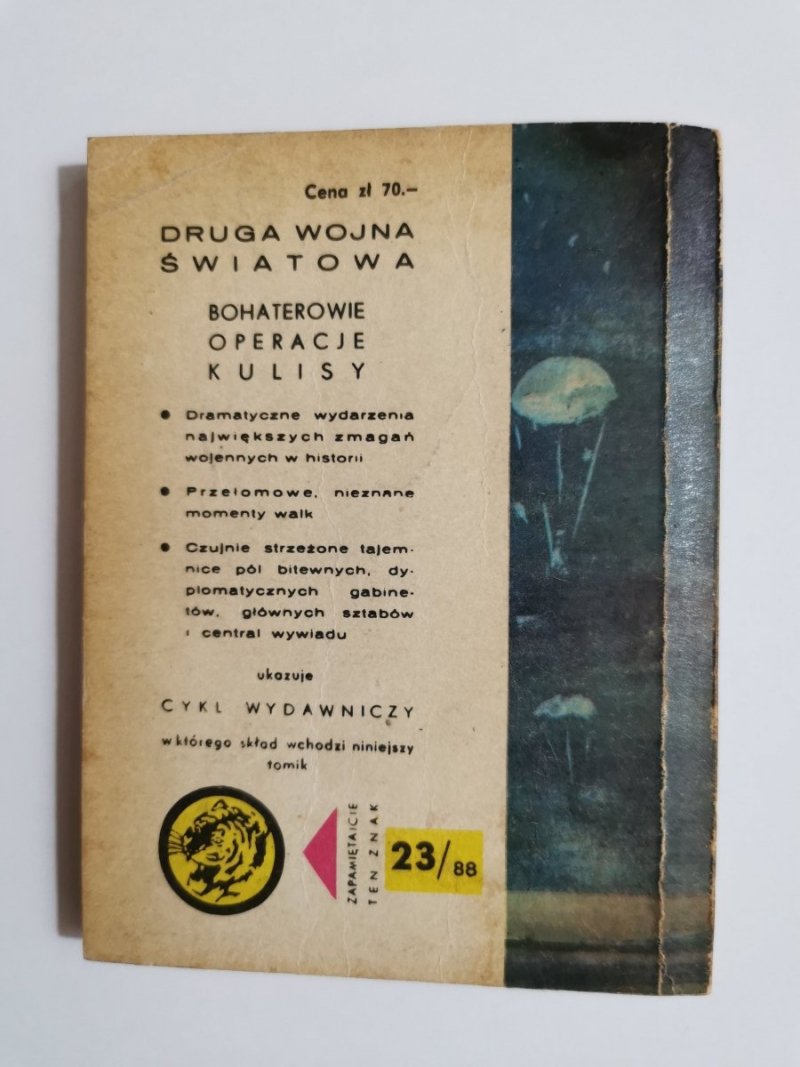 Cena zł 70.–
DRUGA WOJNA
ŚWIATOWA
BOHATEROWIE
OPERACJE
KULISY
● Dramatyczne wydarzenia
największych zmagań
wojennych w historii
● Przełomowe, nieznane
momenty walk
● Czujnie strzeżone tajem-
nice pól bitewnych, dy-
plomatycznych gabine-
tów, głównych sztabów
i central wywiadu
ukazuje
CYKL WYDAWNICZY
w którego skład wchodzi niniejszy
tomik
ZAPAMIĘTAJCIE
TEN ZNAK
23/88